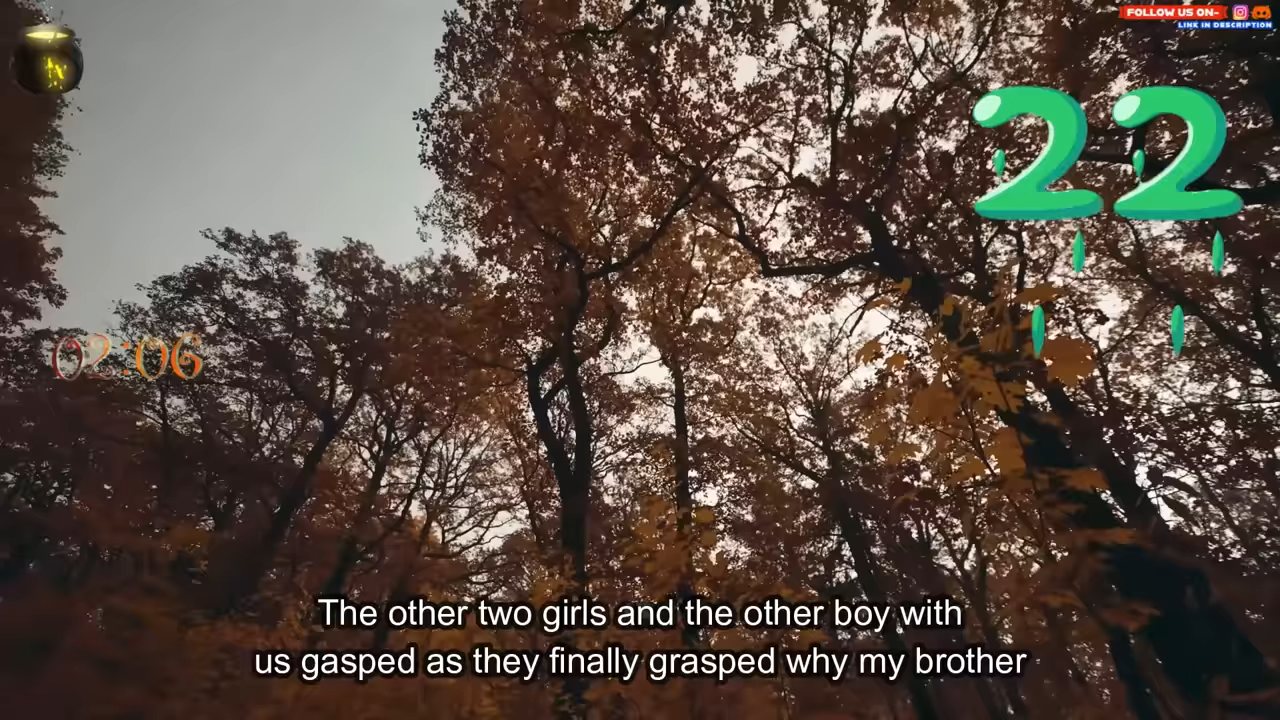 FOLLOW US ON-
LINK IN DESCRIPTION
22
02:06
The other two girls and the other boy with
us gasped as they finally grasped why my brother